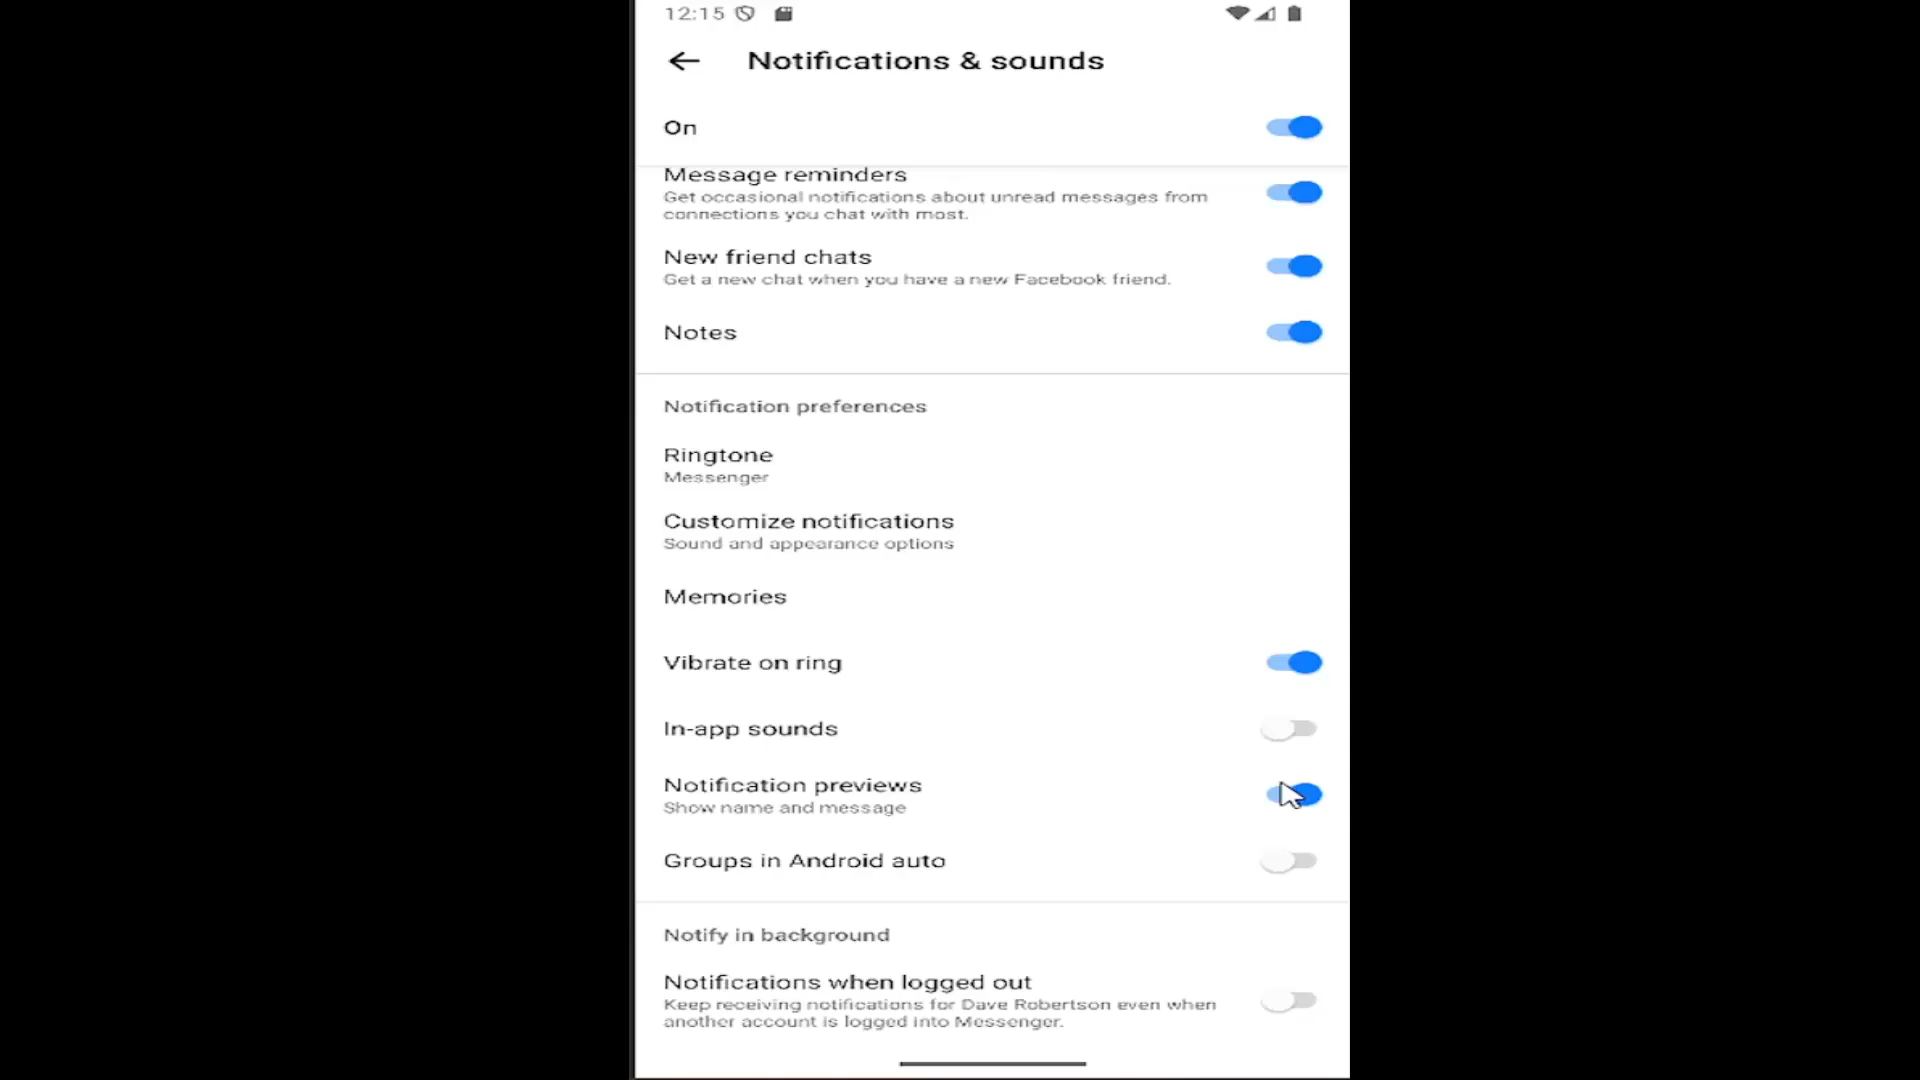 12:15
Notifications & sounds
On
Message reminders
Get occasional notifications about unread messages from
connections you chat with most.
New friend chats
Get a new chat when you have a new Facebook friend.
Notes
Notification preferences
Ringtone
Messenger
Customize notifications
Sound and appearance options
Memories
Vibrate on ring
In-app sounds
Notification previews
Show name and message
Groups in Android auto
Notify in background
Notifications when logged out
Keep receiving notifications for Dave Robertson even when
another account is logged into Messenger.